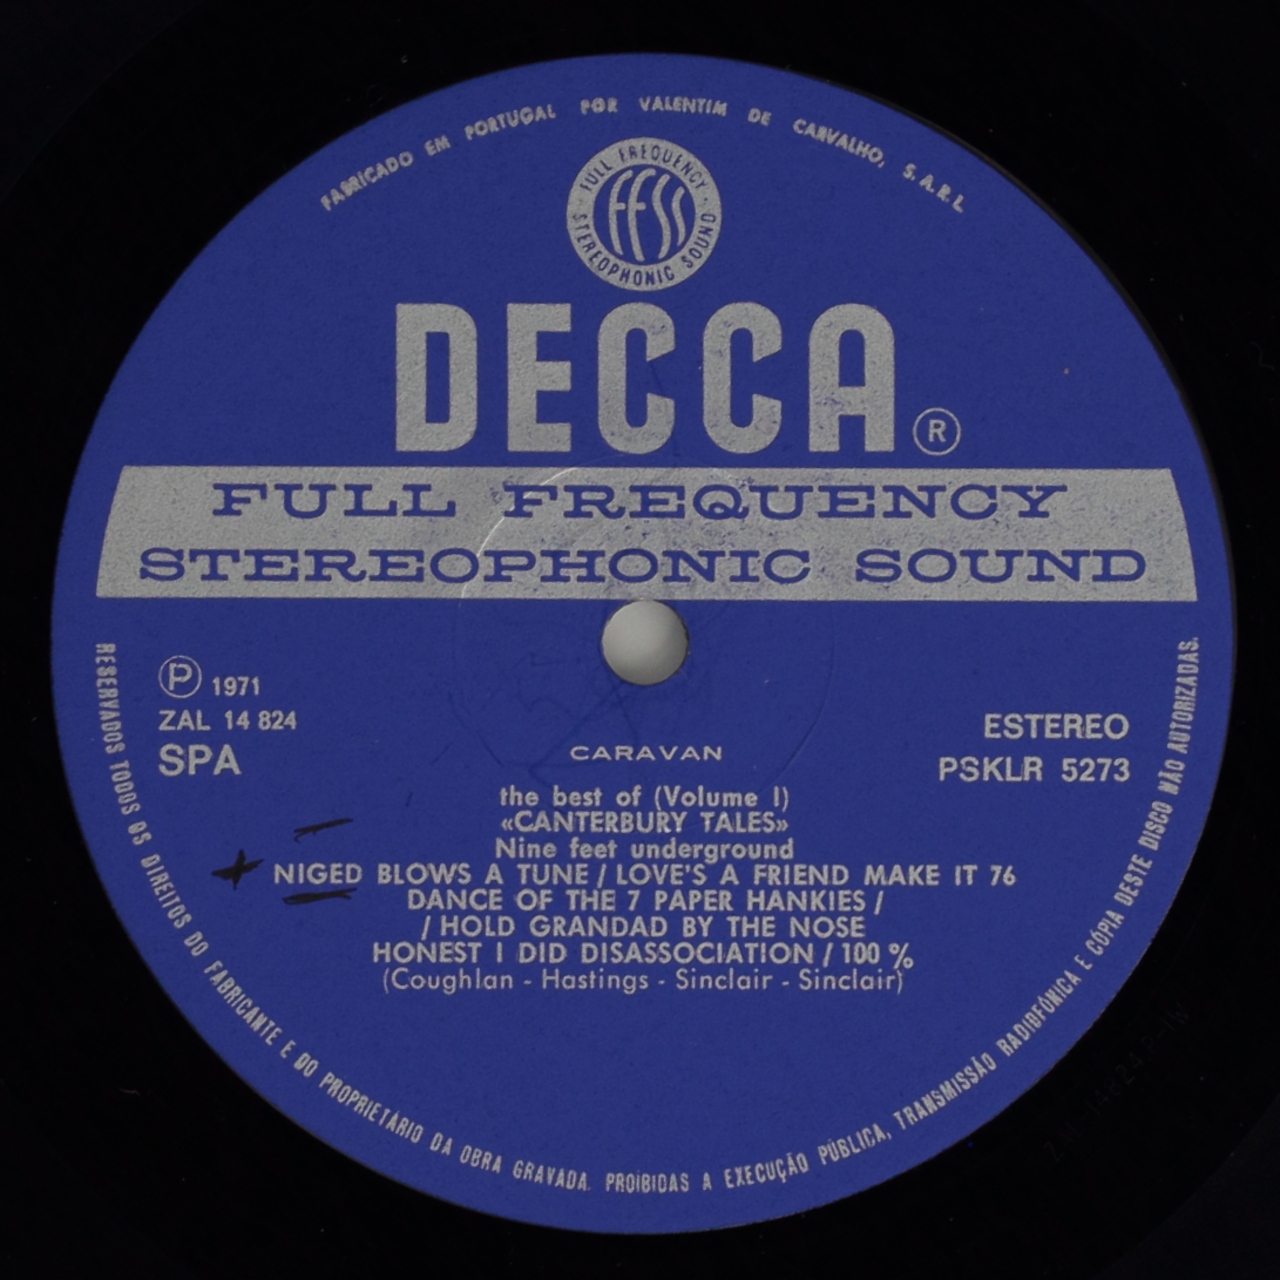 FABRICADO EM PORTUGAL POR VALENTIM DE CARVALHO, S.A.R.L.
FULL FREQUENCY
FFSS
STEREOPHONIC SOUND
DECCA ®
FULL FREQUENCY
STEREOPHONIC SOUND
Ⓟ 1971
ZAL 14 824
SPA
ESTEREO
PSKLR 5273
CARAVAN
the best of (Volume I)
«CANTERBURY TALES»
Nine feet underground
NIGED BLOWS A TUNE / LOVE'S A FRIEND MAKE IT 76
DANCE OF THE 7 PAPER HANKIES /
/ HOLD GRANDAD BY THE NOSE
HONEST I DID DISASSOCIATION / 100 %
(Coughlan - Hastings - Sinclair - Sinclair)
RESERVADOS TODOS OS DIREITOS DO FABRICANTE E DO PROPRIETÁRIO DA OBRA GRAVADA. PROIBIDAS A EXECUÇÃO PÚBLICA, TRANSMISSÃO RADIOFÓNICA E CÓPIA DESTE DISCO NÃO AUTORIZADAS.